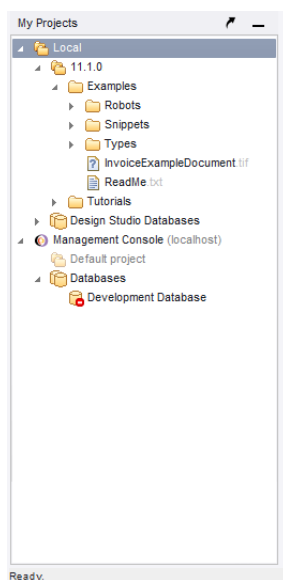 My Projects
Local
11.1.0
Examples
Robots
Snippets
Types
InvoiceExampleDocument.tif
ReadMe.txt
Tutorials
Design Studio Databases
Management Console (localhost)
Default project
Databases
Development Database
Ready.